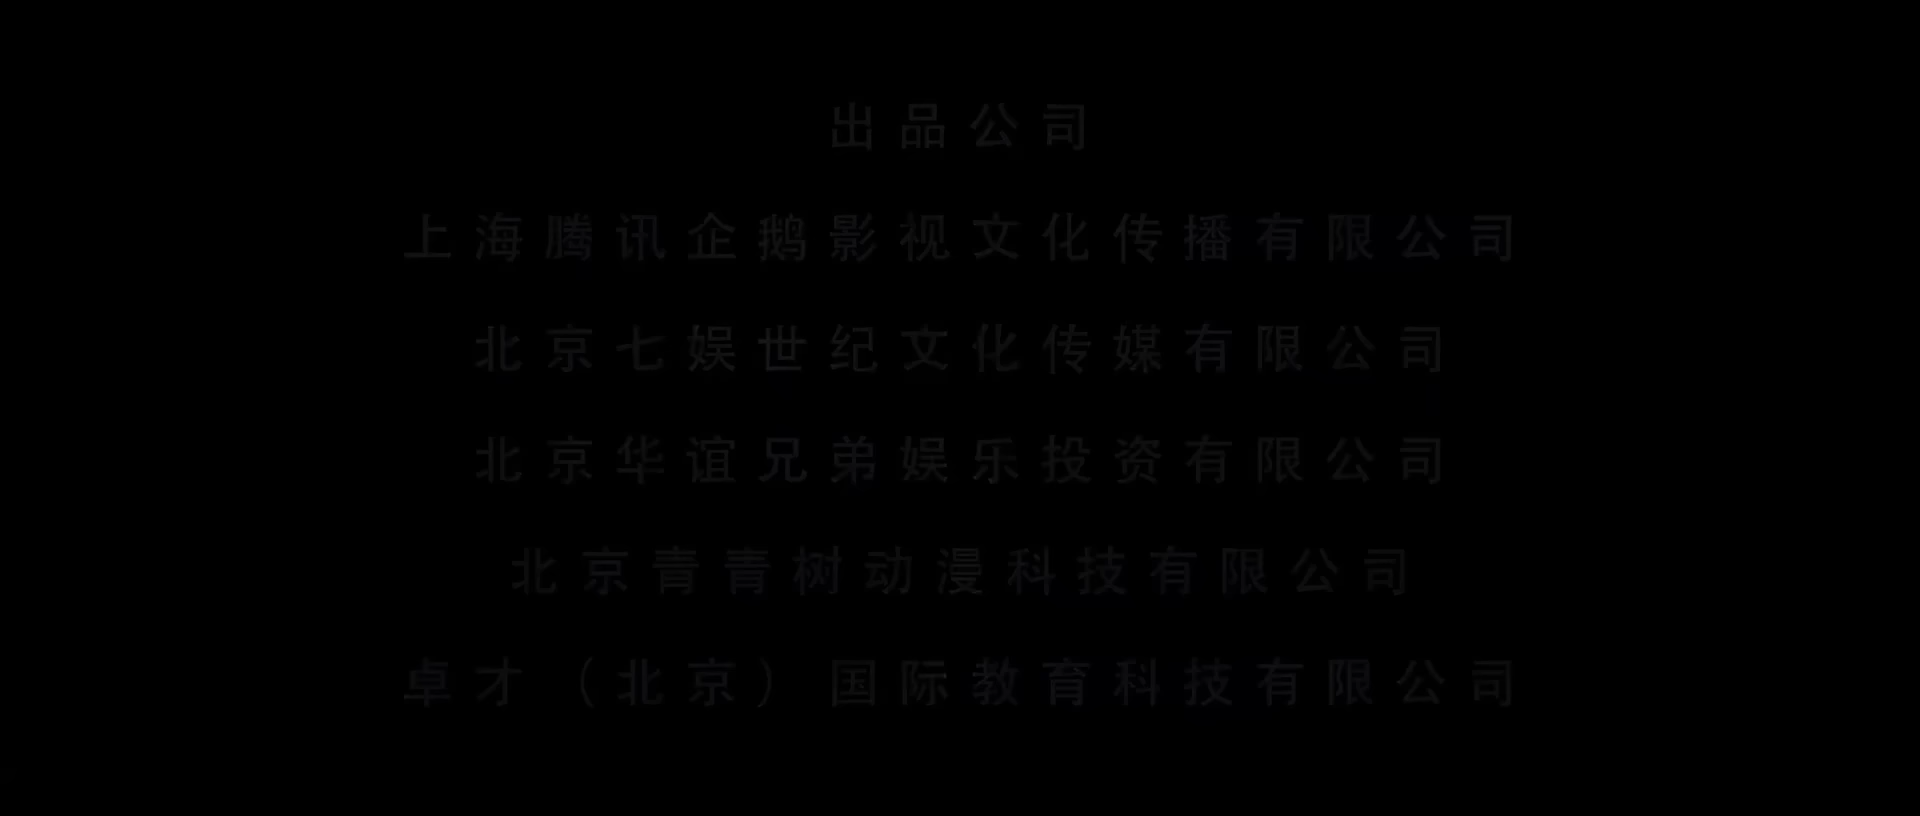 出品公司
上海腾讯企鹅影视文化传播有限公司
北京七娱世纪文化传媒有限公司
北京华谊兄弟娱乐投资有限公司
北京青青树动漫科技有限公司
卓才（北京）国际教育科技有限公司